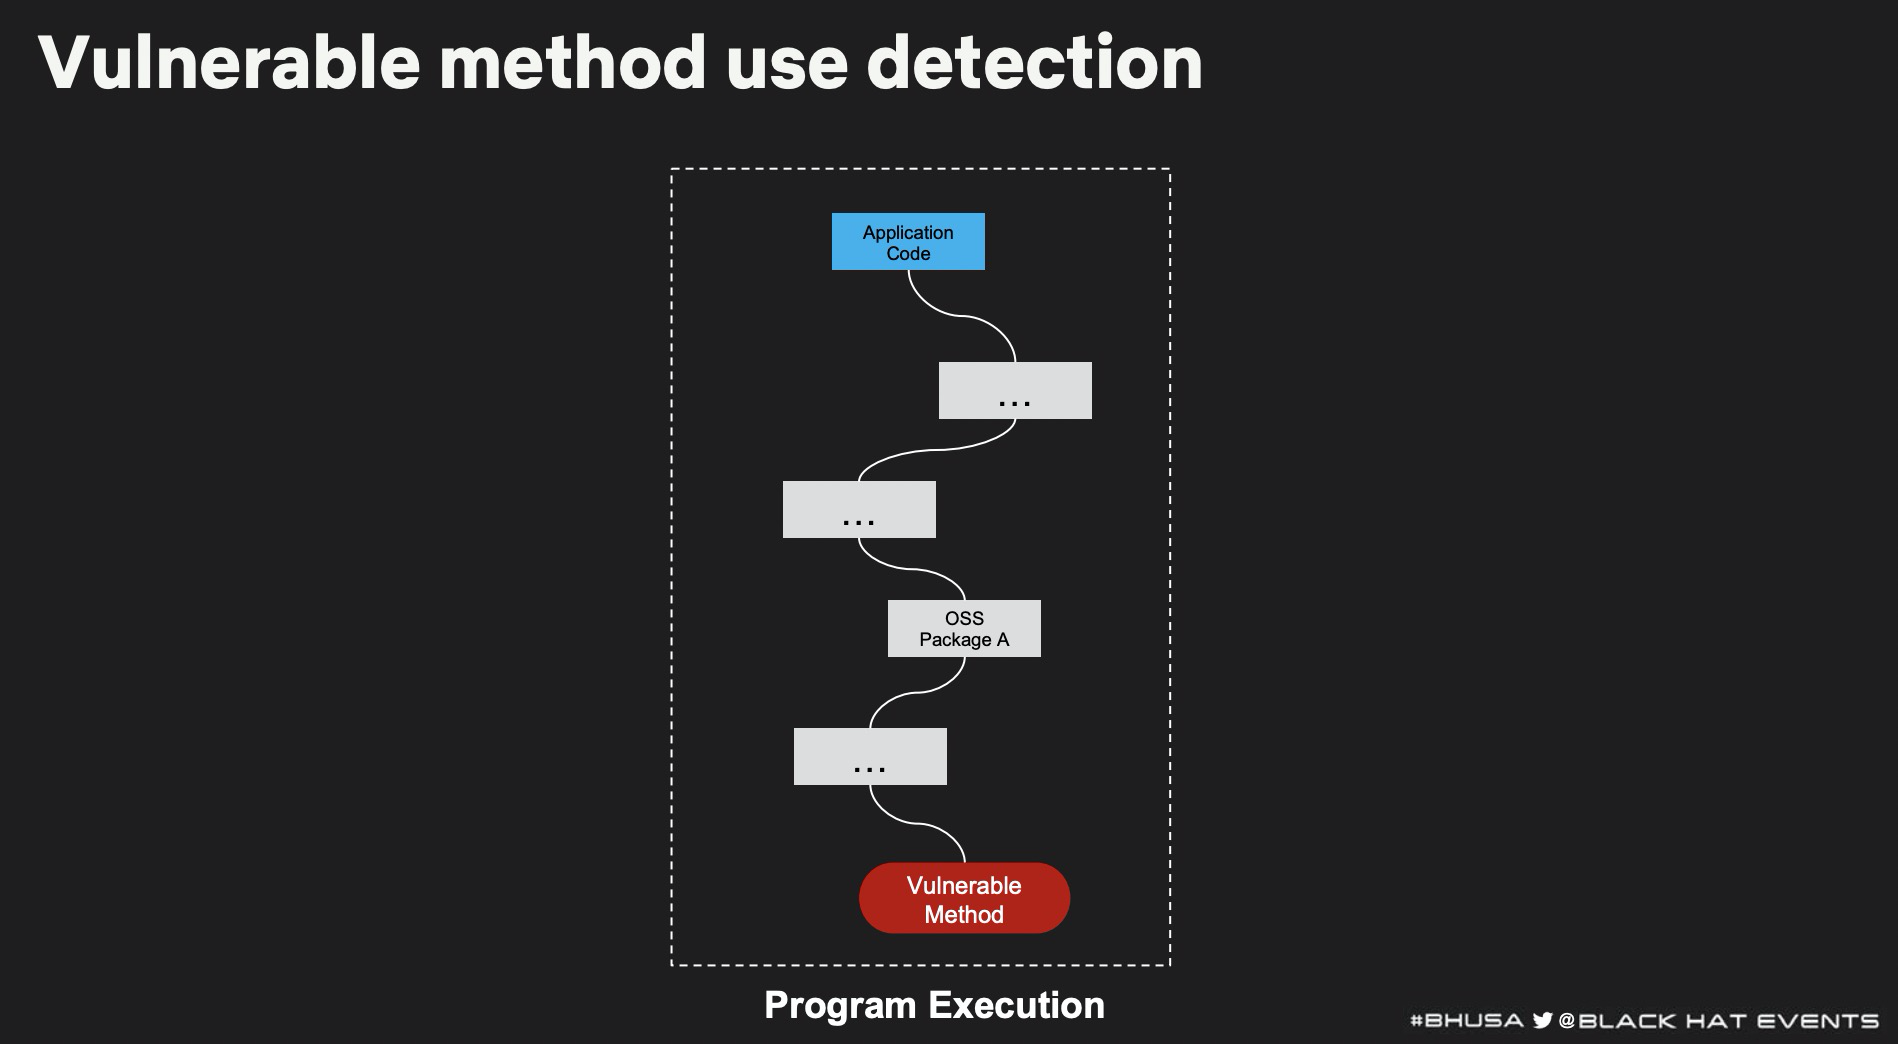 Vulnerable method use detection
Application
Code
...
...
OSS
Package A
...
Vulnerable
Method
Program Execution
#BHUSA @BLACK HAT EVENTS